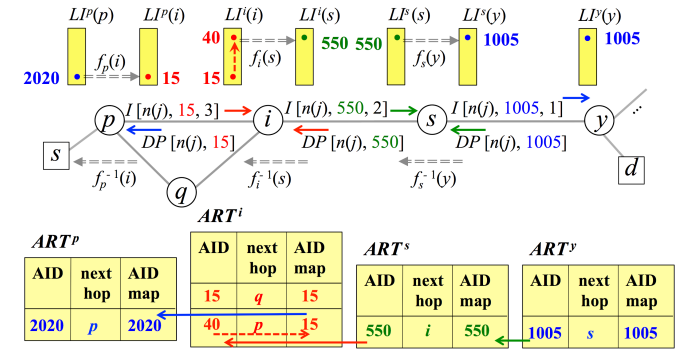 LIᵖ(p) LIᵖ(i) LIⁱ(i) LIⁱ(s) LIˢ(s) LIˢ(y) LIʸ(y)
40 550 550 1005 1005
fₚ(i) fᵢ(s) fₛ(y)
2020 15 15
I [n(j), 15, 3] I [n(j), 550, 2] I [n(j), 1005, 1]
p i s y ...
DP [n(j), 15] DP [n(j), 550] DP [n(j), 1005]
s d
fₚ⁻¹(i) fᵢ⁻¹(s) fₛ⁻¹(y)
q
ARTⁱ
ARTᵖ ARTˢ ARTʸ
AID next hop AID map
15 q 15
40 p 15
AID next hop AID map
2020 p 2020
AID next hop AID map
550 i 550
AID next hop AID map
1005 s 1005